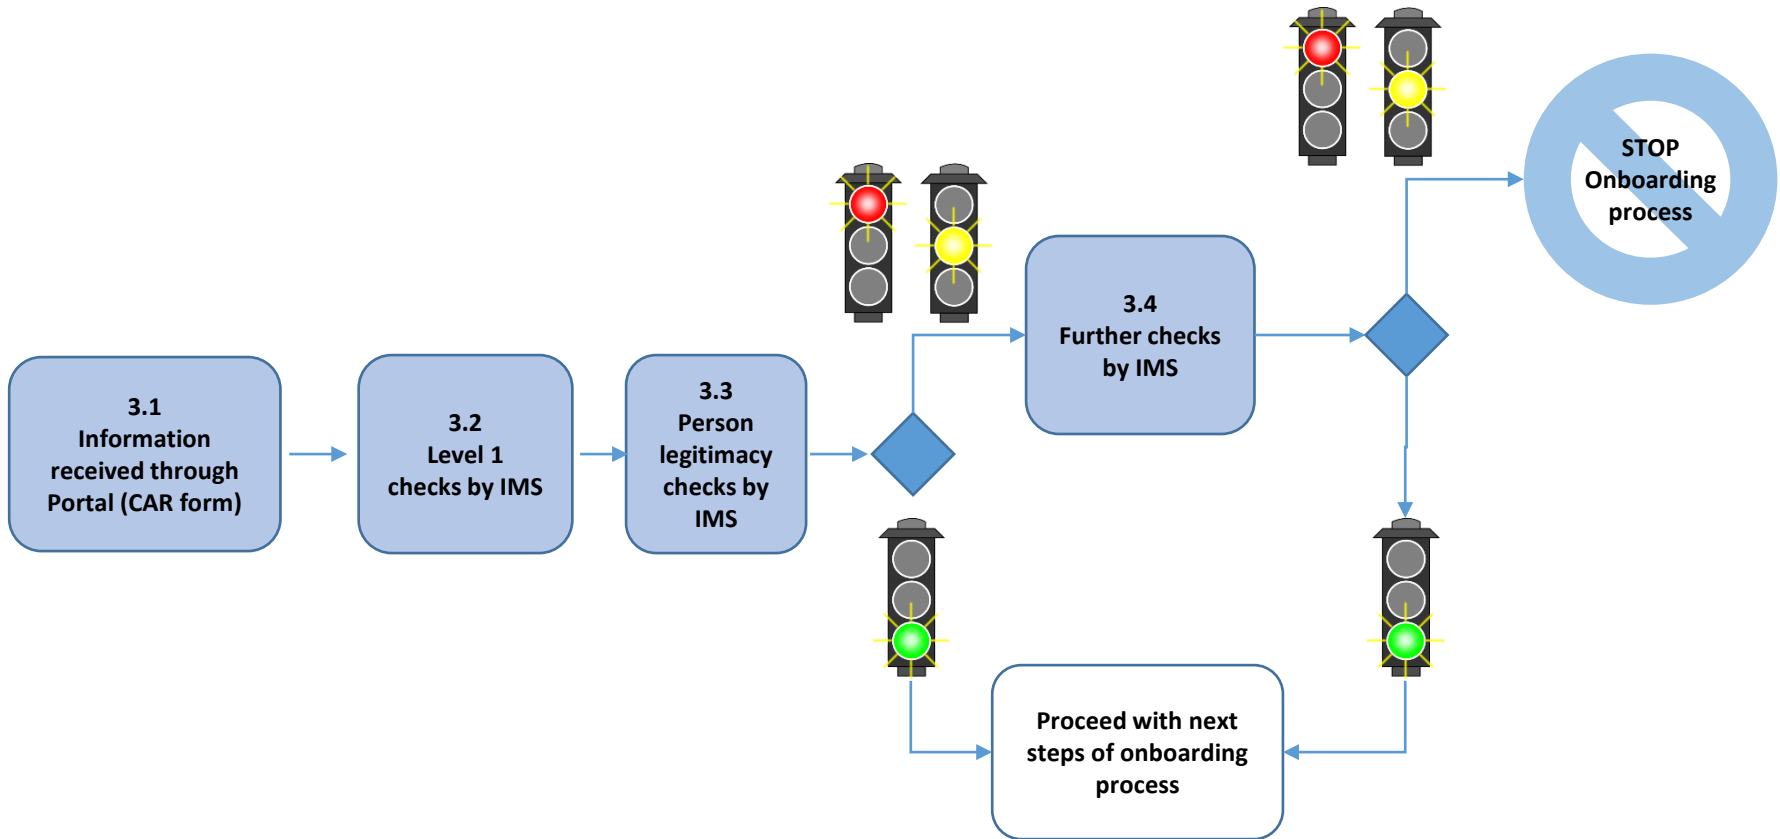 3.1
Information
received through
Portal (CAR form)
3.2
Level 1
checks by IMS
3.3
Person
legitimacy
checks by
IMS
3.4
Further checks
by IMS
STOP
Onboarding
process
Proceed with next
steps of onboarding
process